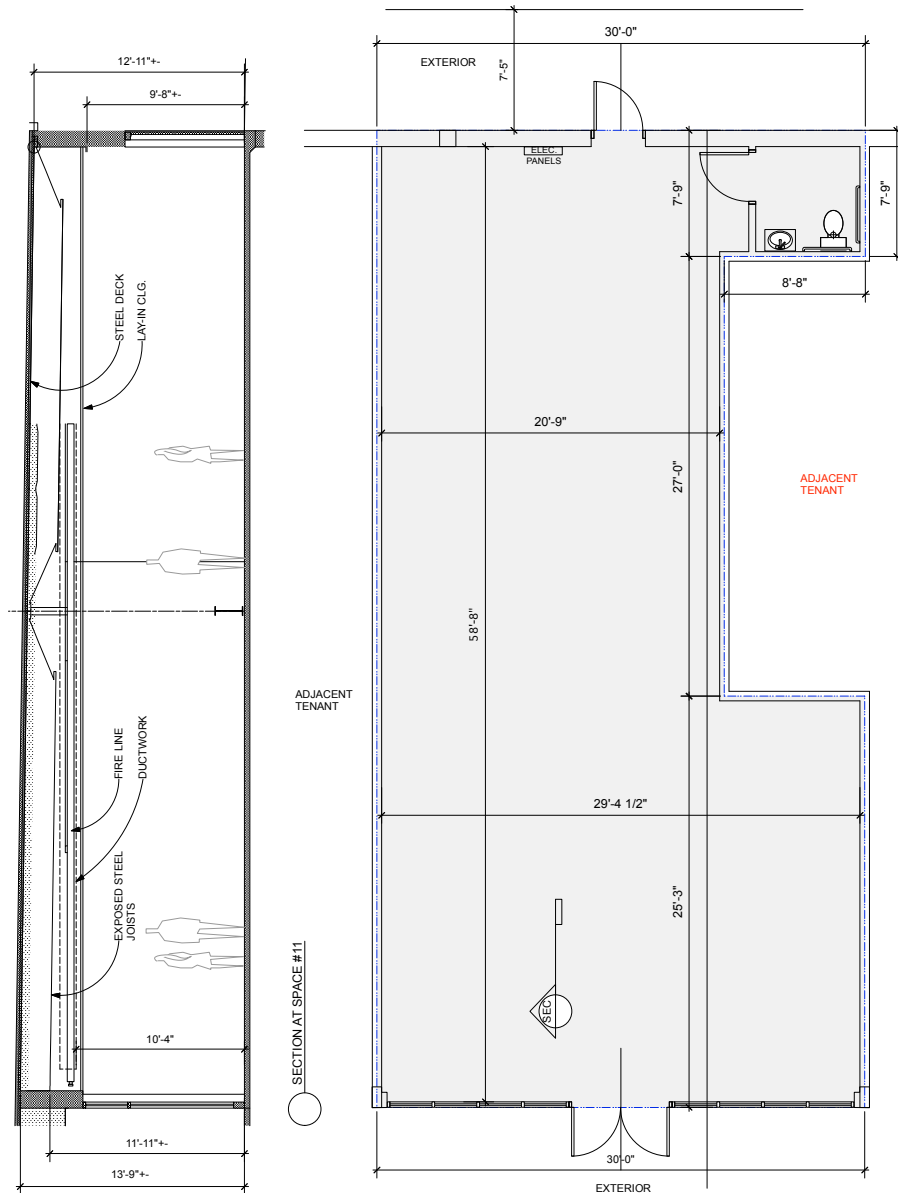 30'-0"
12'-11"+-
EXTERIOR
7'-5"
9'-8"+-
ELEC.
PANELS
7'-9"
7'-9"
8'-8"
STEEL DECK
LAY-IN CLG.
20'-9"
27'-0"
ADJACENT
TENANT
58'-8"
ADJACENT
TENANT
FIRE LINE
DUCTWORK
29'-4 1/2"
EXPOSED STEEL
JOISTS
25'-3"
SEC
SECTION AT SPACE #11
10'-4"
11'-11"+-
13'-9"+-
30'-0"
EXTERIOR